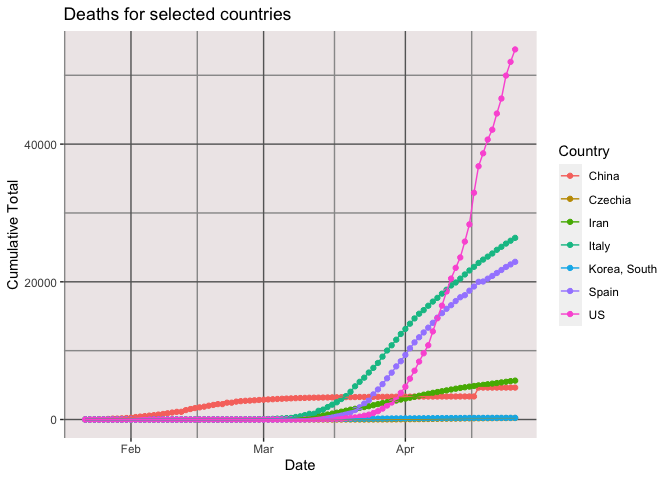 Deaths for selected countries
Cumulative Total
40000
20000
0
Feb
Mar
Apr
Date
Country
China
Czechia
Iran
Italy
Korea, South
Spain
US